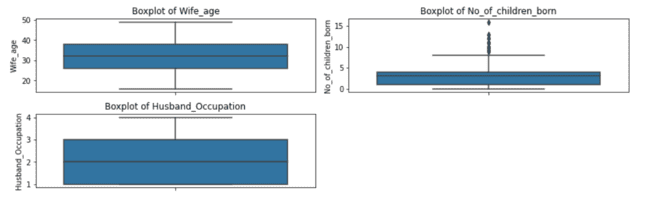 Boxplot of Wife_age
50
40
30
20
Wife_age
Boxplot of No_of_children_born
15
10
5
0
No_of_children_born
Boxplot of Husband_Occupation
4
3
2
1
Husband_Occupation